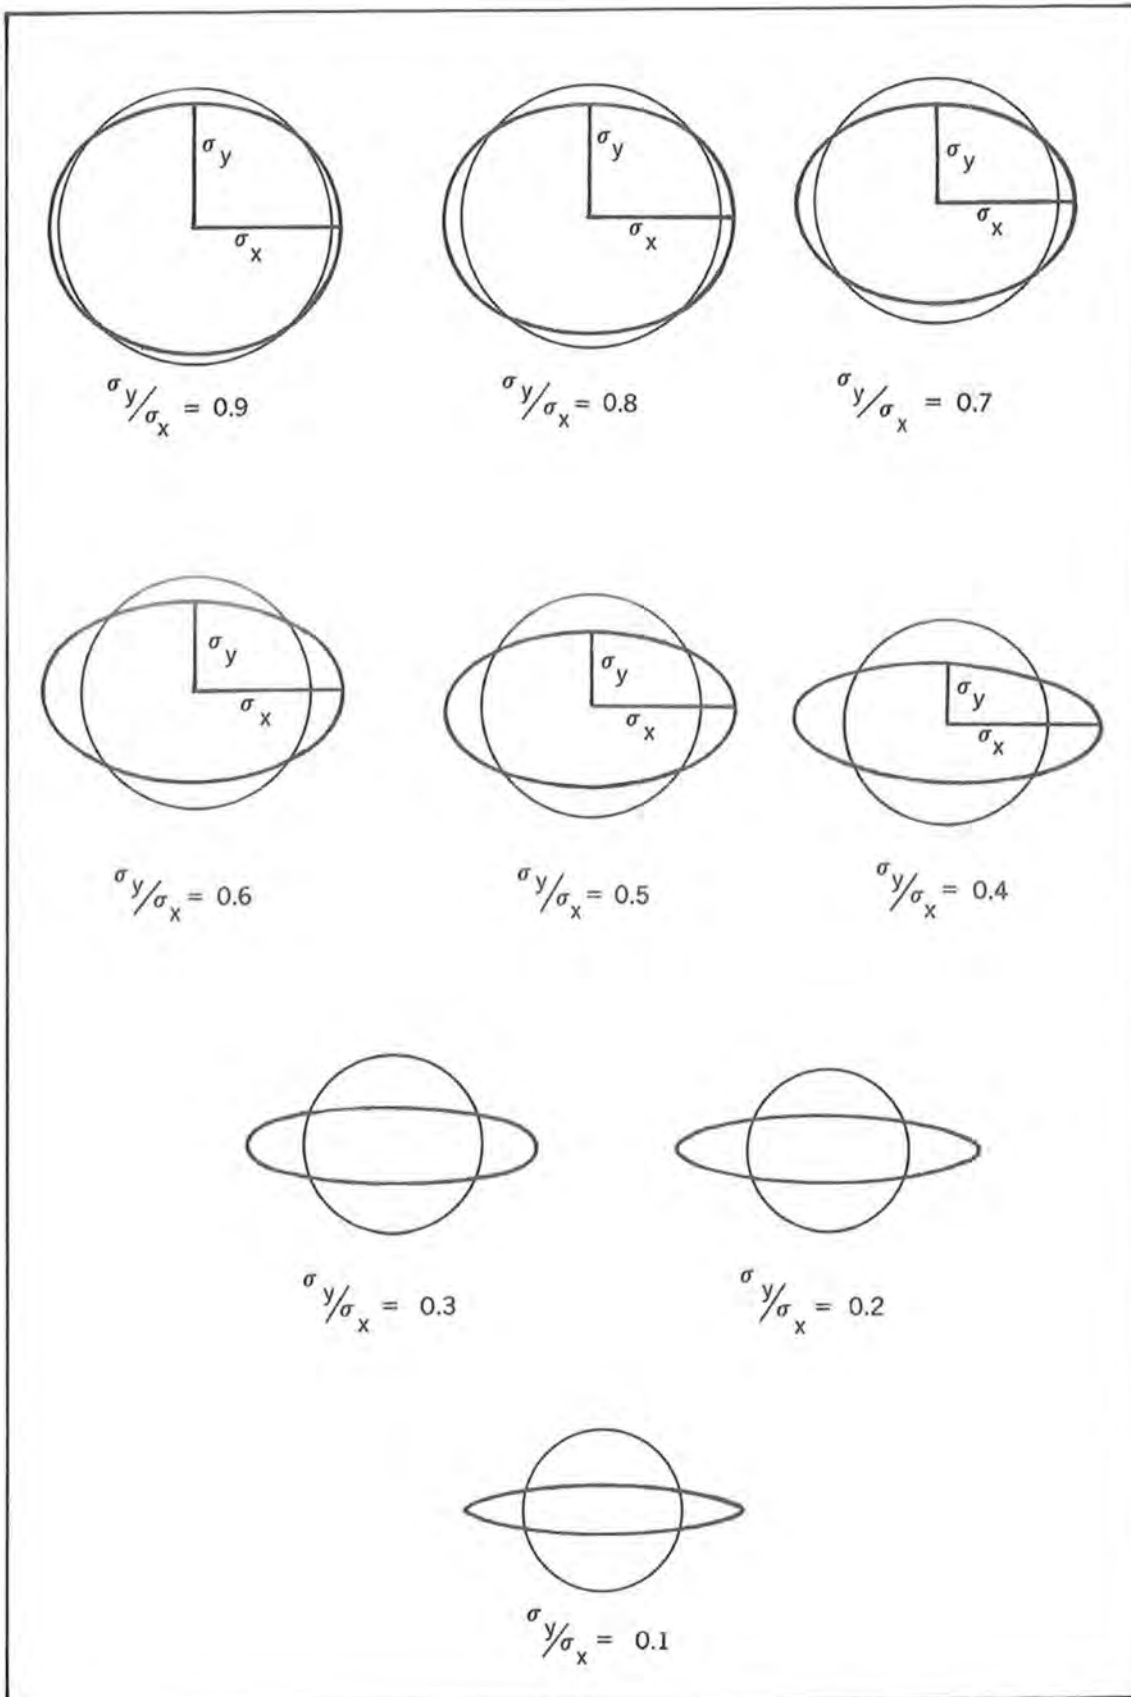 σy
σx
σy
σx
σy
σx
σy/σx = 0.9
σy/σx = 0.8
σy/σx = 0.7
σy
σx
σy
σx
σy
σx
σy/σx = 0.6
σy/σx = 0.5
σy/σx = 0.4
σy/σx = 0.3
σy/σx = 0.2
σy/σx = 0.1